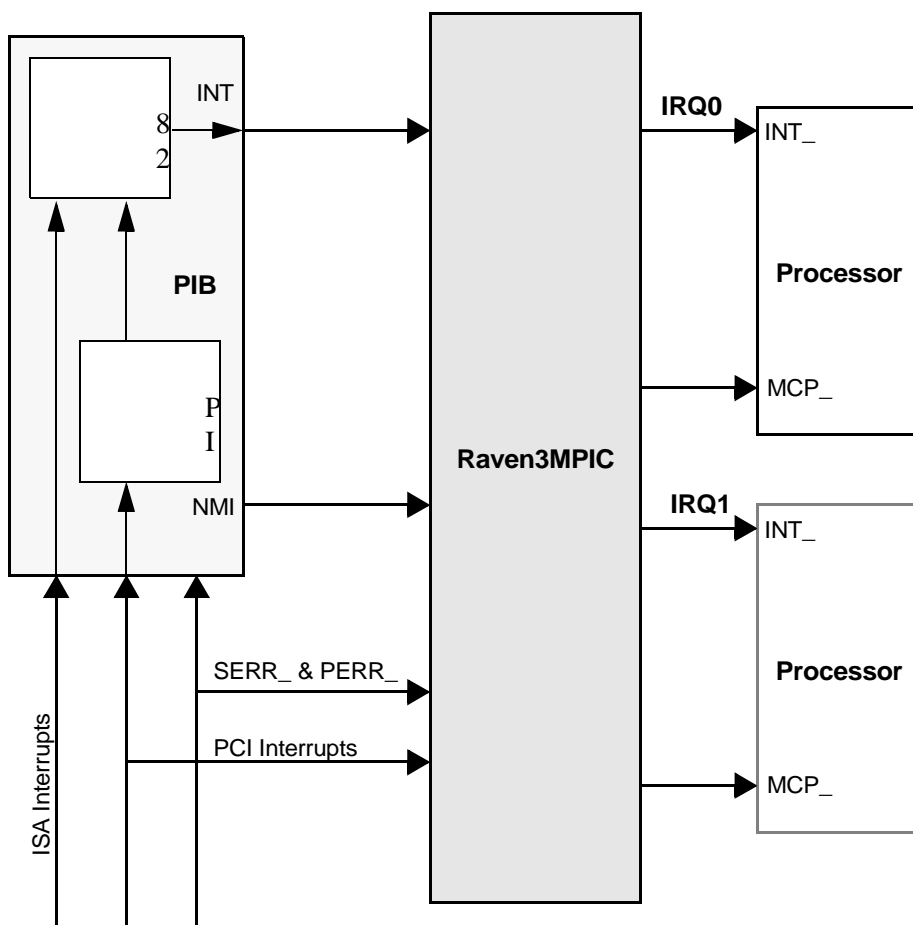 INT
8
2
PIB
P
I
NMI
SERR_ & PERR_
PCI Interrupts
ISA Interrupts
Raven3MPIC
IRQ0
INT_
Processor
MCP_
IRQ1
INT_
Processor
MCP_